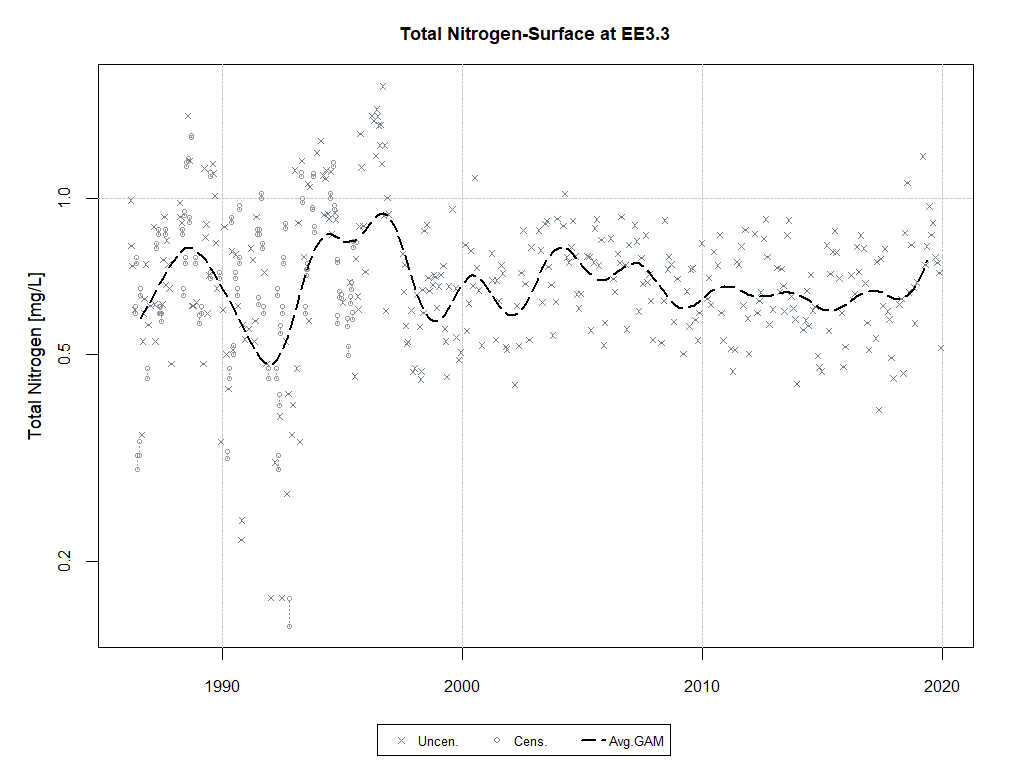 Total Nitrogen-Surface at EE3.3
Total Nitrogen [mg/L]
1.0
0.5
0.2
1990 2000 2010 2020
Uncen. Cens. Avg.GAM